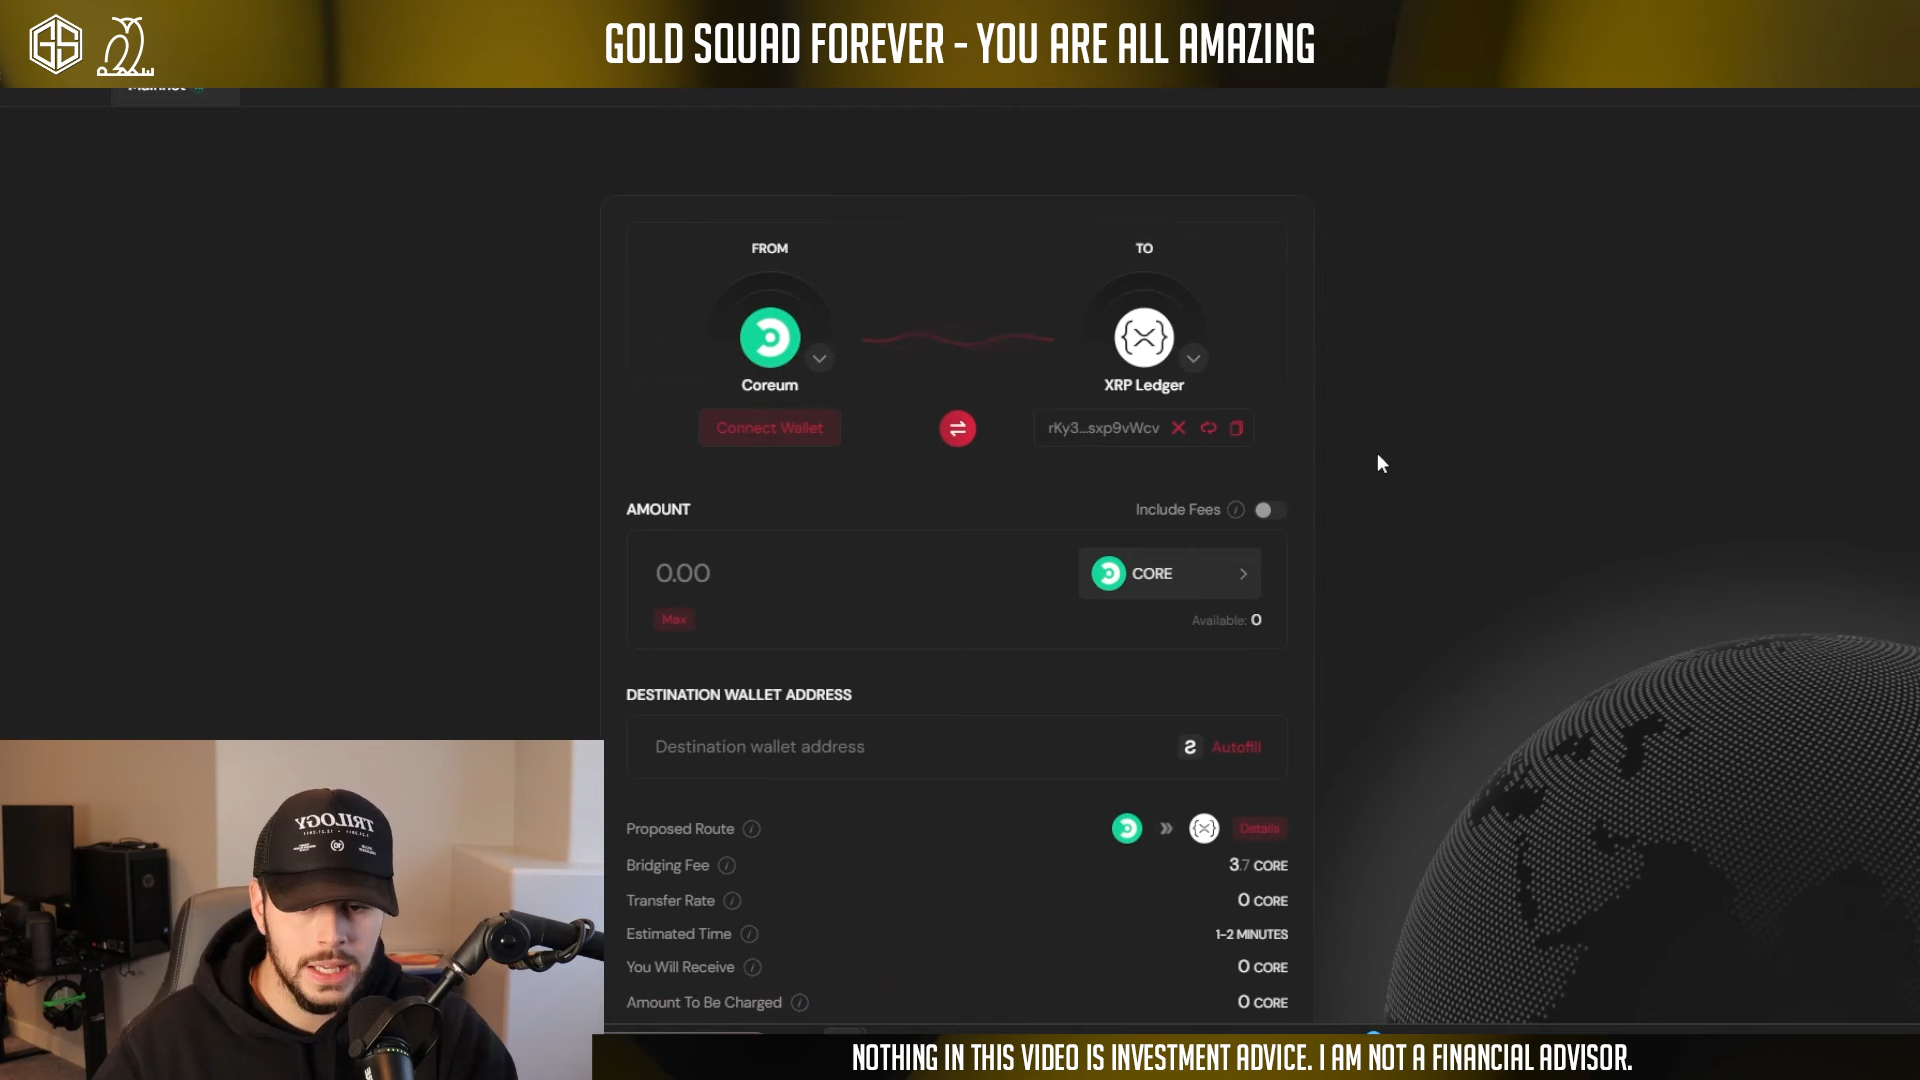 GOLD SQUAD FOREVER - YOU ARE ALL AMAZING
Mainnet
FROM
TO
Coreum
XRP Ledger
Connect Wallet
rKy3...sxp9vWcv
AMOUNT
Include Fees
0.00
CORE
Max
Available: 0
DESTINATION WALLET ADDRESS
Destination wallet address
Autofill
Proposed Route
Details
Bridging Fee
3.7 CORE
Transfer Rate
0 CORE
Estimated Time
1-2 MINUTES
You Will Receive
0 CORE
Amount To Be Charged
0 CORE
TRILOGY
NOTHING IN THIS VIDEO IS INVESTMENT ADVICE. I AM NOT A FINANCIAL ADVISOR.